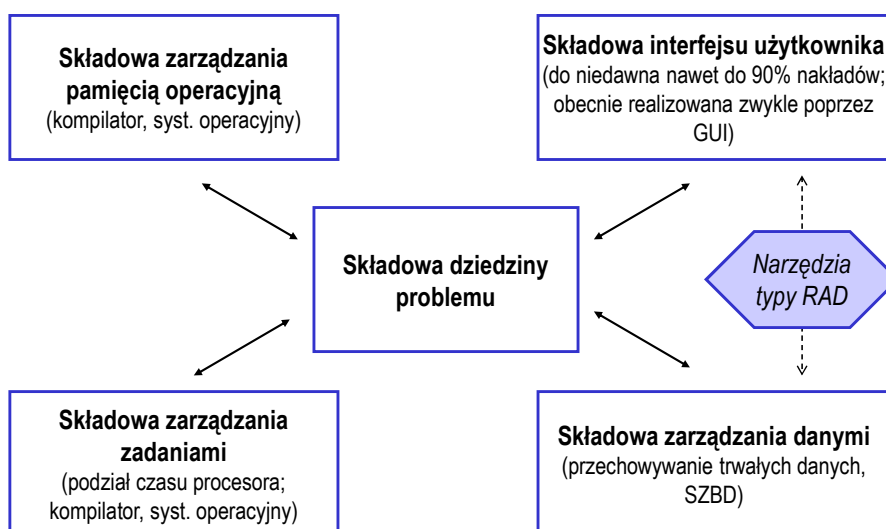 Składowa zarządzania
pamięcią operacyjną
(kompilator, syst. operacyjny)
Składowa interfejsu użytkownika
(do niedawna nawet do 90% nakładów;
obecnie realizowana zwykle poprzez
GUI)
Składowa dziedziny
problemu
Narzędzia
typy RAD
Składowa zarządzania
zadaniami
(podział czasu procesora;
kompilator, syst. operacyjny)
Składowa zarządzania danymi
(przechowywanie trwałych danych,
SZBD)